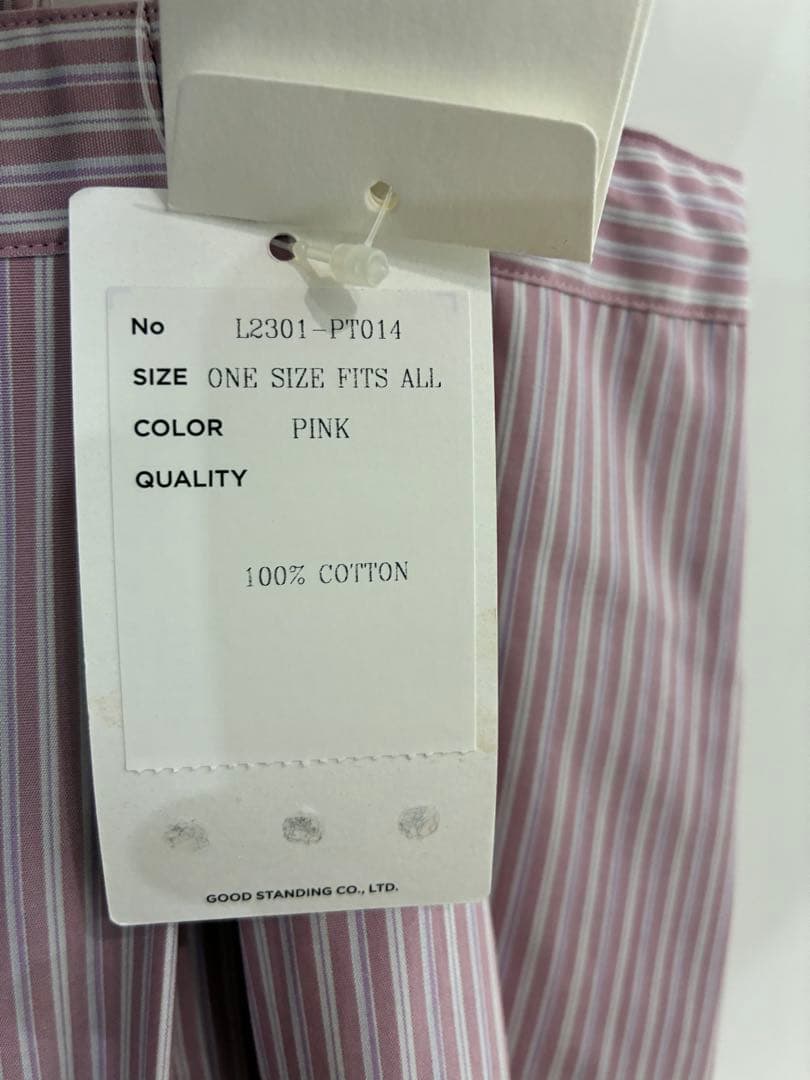 No L2301-PT014
SIZE ONE SIZE FITS ALL
COLOR PINK
QUALITY
100% COTTON
GOOD STANDING CO., LTD.